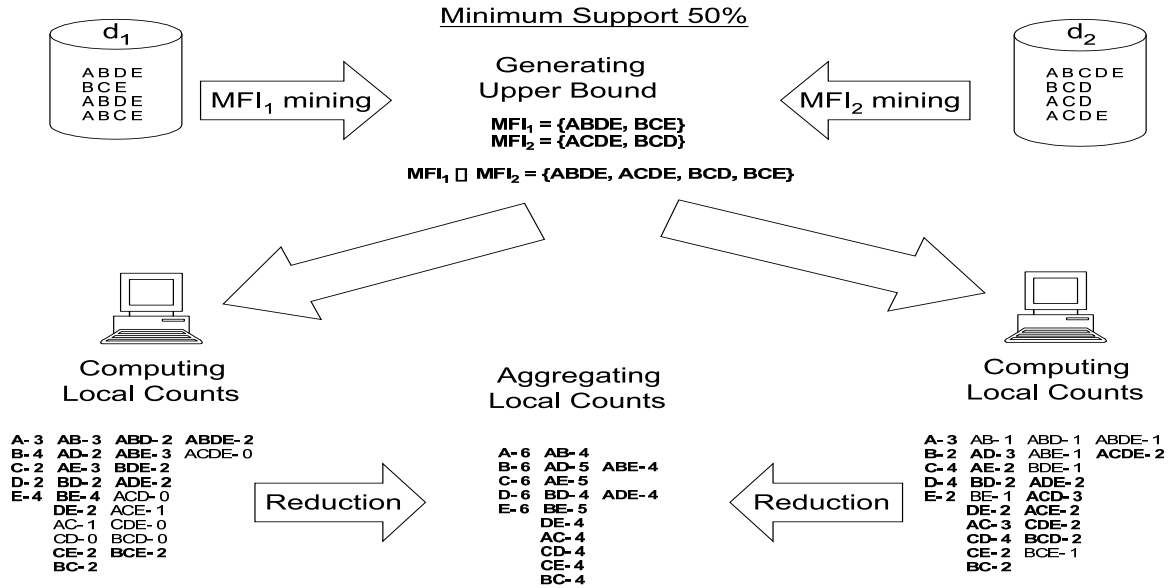 Minimum Support 50%
d1
A B D E
B C E
A B D E
A B C E
MFI1 mining
Generating
Upper Bound
MFI1 = {ABDE, BCE}
MFI2 = {ACDE, BCD}
MFI1 ▯ MFI2 = {ABDE, ACDE, BCD, BCE}
MFI2 mining
d2
A B C D E
B C D
A C D
A C D E
Computing
Local Counts
A- 3 AB- 3 ABD- 2 ABDE- 2
B- 4 AD- 2 ABE- 3 ACDE- 0
C- 2 AE- 3 BDE- 2
D- 2 BD- 2 ADE- 2
E- 4 BE- 4 ACD- 0
DE- 2 ACE- 1
AC- 1 CDE- 0
CD- 0 BCD- 0
CE- 2 BCE- 2
BC- 2
Reduction
Aggregating
Local Counts
A- 6 AB- 4
B- 6 AD- 5 ABE- 4
C- 6 AE- 5
D- 6 BD- 4 ADE- 4
E- 6 BE- 5
DE- 4
AC- 4
CD- 4
CE- 4
BC- 4
Reduction
Computing
Local Counts
A- 3 AB- 1 ABD- 1 ABDE- 1
B- 2 AD- 3 ABE- 1 ACDE- 2
C- 4 AE- 2 BDE- 1
D- 4 BD- 2 ADE- 2
E- 2 BE- 1 ACD- 3
DE- 2 ACE- 2
AC- 3 CDE- 2
CD- 4 BCD- 2
CE- 2 BCE- 1
BC- 2